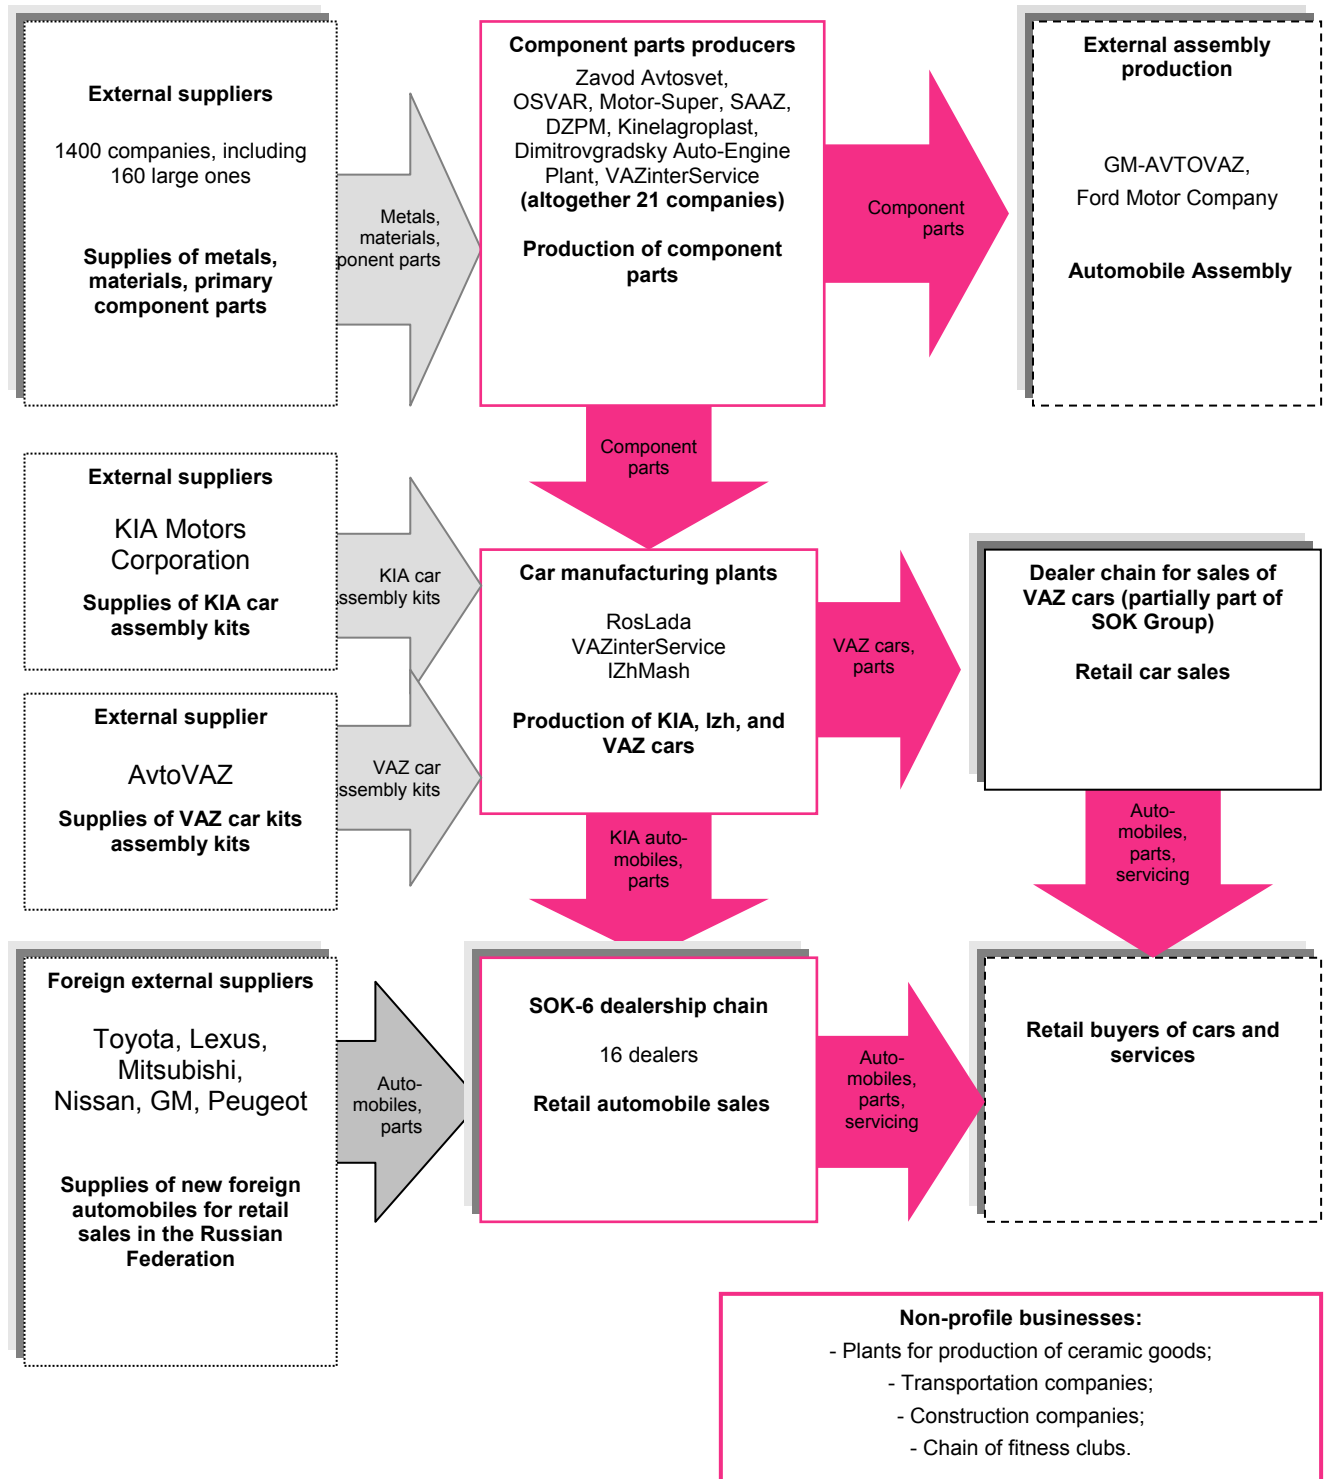 External suppliers
1400 companies, including
160 large ones
Supplies of metals,
materials, primary
component parts
Metals,
materials,
ponent parts
Component parts producers
Zavod Avtosvet,
OSVAR, Motor-Super, SAAZ,
DZPM, Kinelagroplast,
Dimitrovgradsky Auto-Engine
Plant, VAZinterService
(altogether 21 companies)
Production of component
parts
Component
parts
External assembly
production
GM-AVTOVAZ,
Ford Motor Company
Automobile Assembly
Component
parts
External suppliers
KIA Motors
Corporation
Supplies of KIA car
assembly kits
KIA car
ssembly kits
External supplier
AvtoVAZ
Supplies of VAZ car kits
assembly kits
VAZ car
ssembly kits
Car manufacturing plants
RosLada
VAZinterService
IZhMash
Production of KIA, Izh, and
VAZ cars
VAZ cars,
parts
Dealer chain for sales of
VAZ cars (partially part of
SOK Group)
Retail car sales
KIA auto-
mobiles,
parts
Auto-
mobiles,
parts,
servicing
Foreign external suppliers
Toyota, Lexus,
Mitsubishi,
Nissan, GM, Peugeot
Supplies of new foreign
automobiles for retail
sales in the Russian
Federation
Auto-
mobiles,
parts
SOK-6 dealership chain
16 dealers
Retail automobile sales
Auto-
mobiles,
parts,
servicing
Retail buyers of cars and
services
Non-profile businesses:
- Plants for production of ceramic goods;
- Transportation companies;
- Construction companies;
- Chain of fitness clubs.